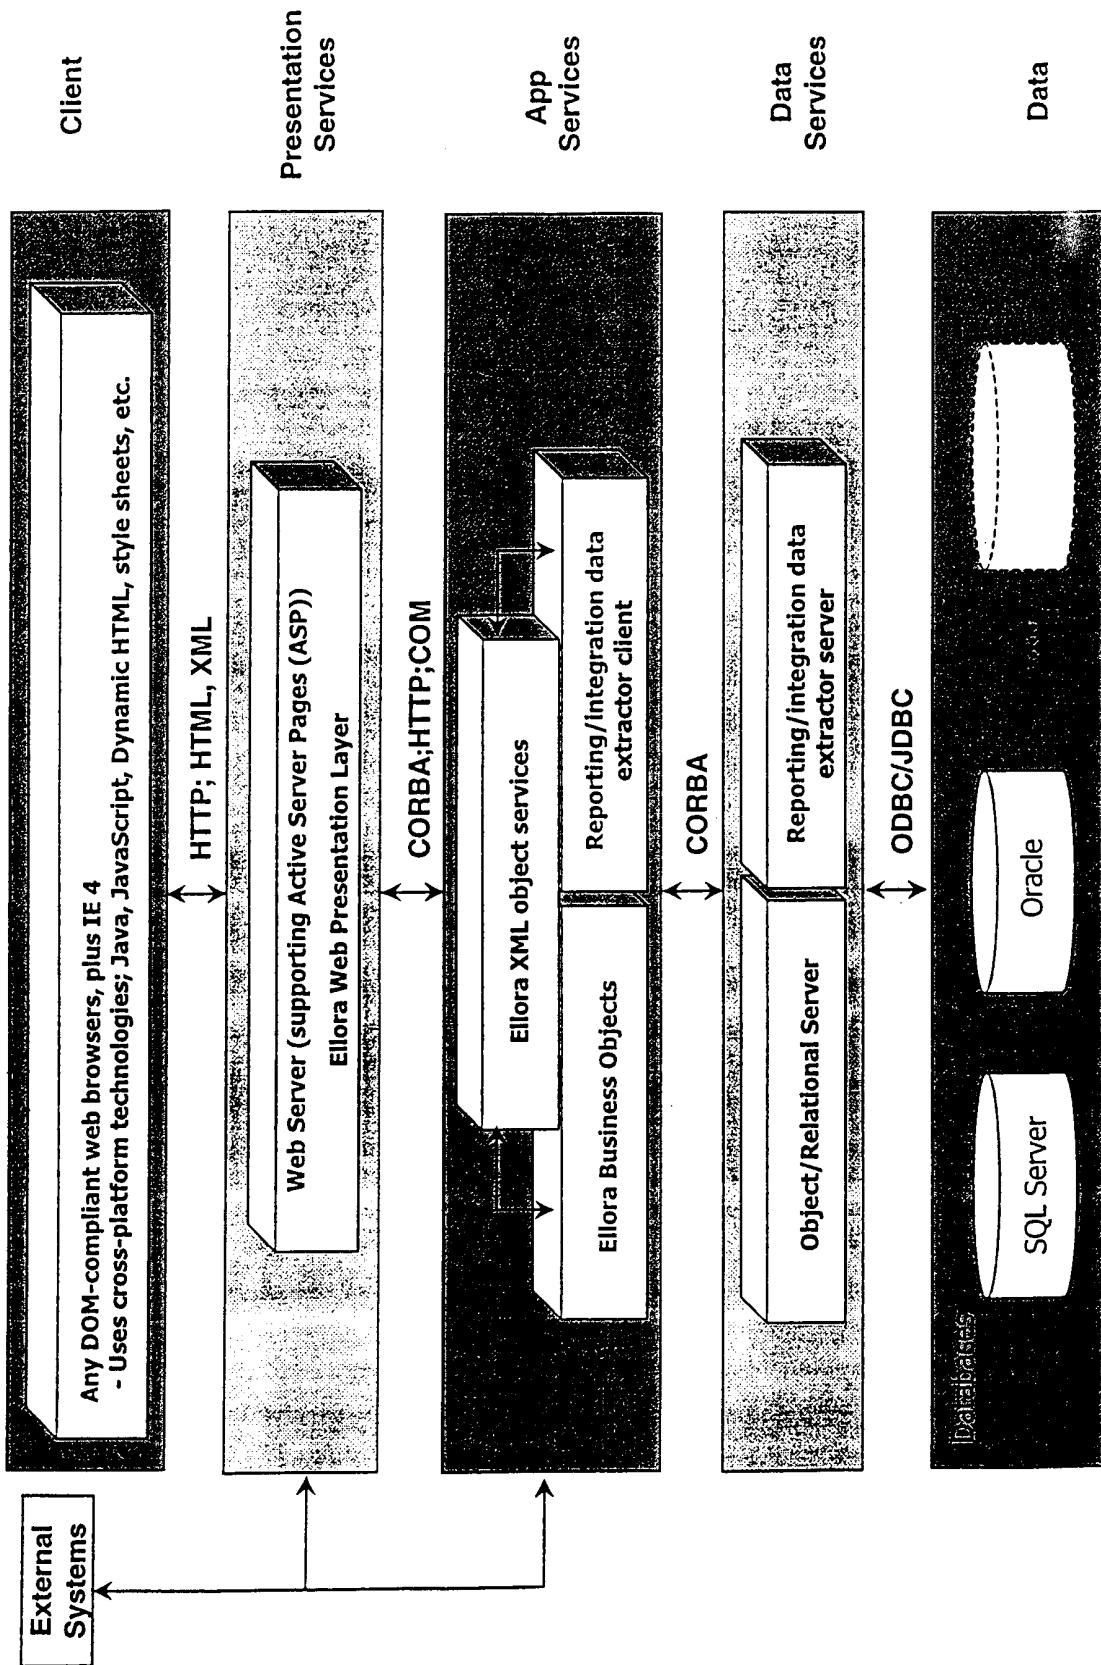 External
Systems
Client
Any DOM-compliant web browsers, plus IE 4
- Uses cross-platform technologies; Java, JavaScript, Dynamic HTML, style sheets, etc.
HTTP; HTML, XML
Presentation
Services
Web Server (supporting Active Server Pages (ASP))
Ellora Web Presentation Layer
CORBA;HTTP;COM
App
Services
Ellora XML object services
Ellora Business Objects
Reporting/integration data
extractor client
CORBA
Data
Services
Object/Relational Server
Reporting/integration data
extractor server
ODBC/JDBC
Data
Databases
SQL Server
Oracle